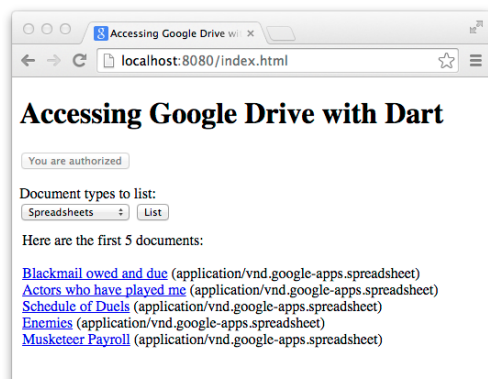 Accessing Google Drive wi
localhost:8080/index.html
Accessing Google Drive with Dart
You are authorized
Document types to list:
Spreadsheets List
Here are the first 5 documents:
Blackmail owed and due (application/vnd.google-apps.spreadsheet)
Actors who have played me (application/vnd.google-apps.spreadsheet)
Schedule of Duels (application/vnd.google-apps.spreadsheet)
Enemies (application/vnd.google-apps.spreadsheet)
Musketeer Payroll (application/vnd.google-apps.spreadsheet)